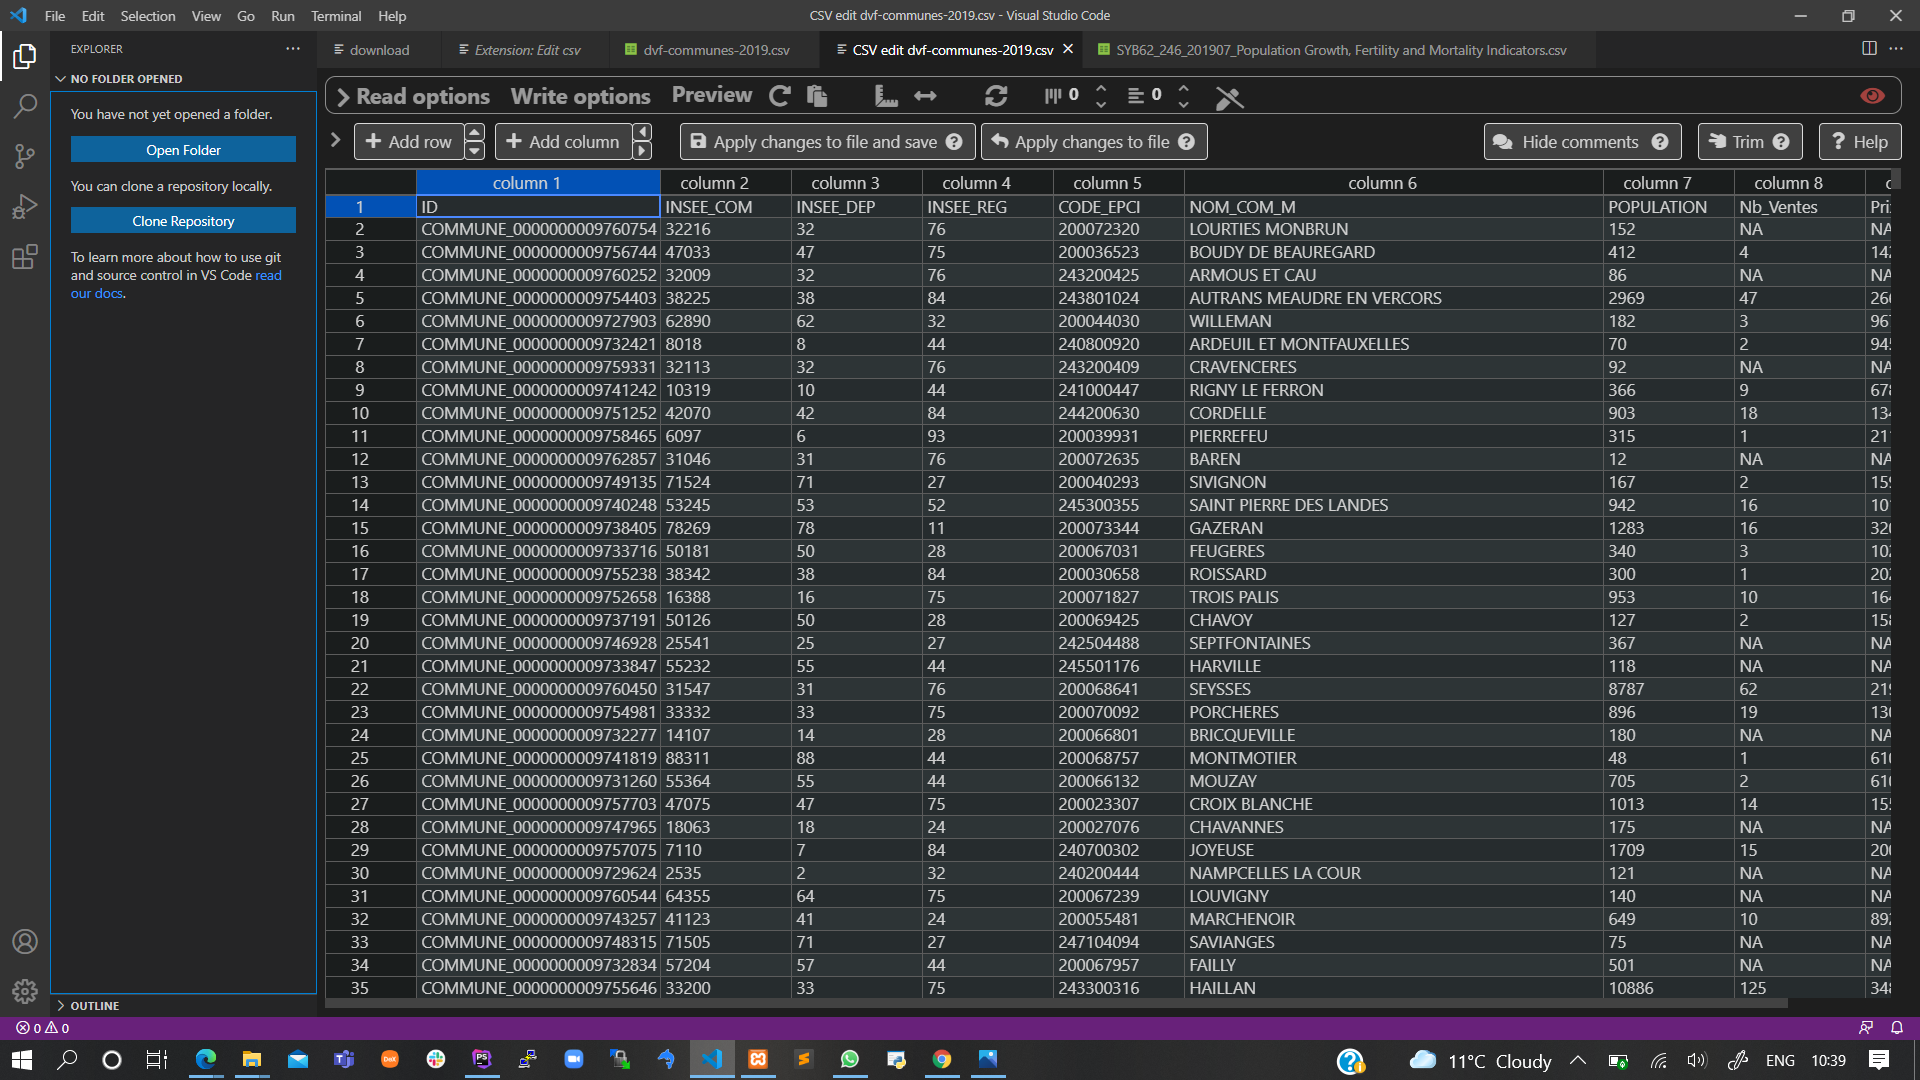 File Edit Selection View Go Run Terminal Help CSV edit dvf-communes-2019.csv - Visual Studio Code
EXPLORER
download Extension: Edit csv dvf-communes-2019.csv CSV edit dvf-communes-2019.csv SYB62_246_201907_Population Growth, Fertility and Mortality Indicators.csv
NO FOLDER OPENED
You have not yet opened a folder.
Open Folder
You can clone a repository locally.
Clone Repository
To learn more about how to use git
and source control in VS Code read
our docs.
OUTLINE
Read options Write options Preview 0 0
Add row Add column Apply changes to file and save Apply changes to file Hide comments Trim Help
column 1 column 2 column 3 column 4 column 5 column 6 column 7 column 8
1 ID INSEE_COM INSEE_DEP INSEE_REG CODE_EPCI NOM_COM_M POPULATION Nb_Ventes Pri
2 COMMUNE_0000000009760754 32216 32 76 200072320 LOURTIES MONBRUN 152 NA NA
3 COMMUNE_0000000009756744 47033 47 75 200036523 BOUDY DE BEAUREGARD 412 4 142
4 COMMUNE_0000000009760252 32009 32 76 243200425 ARMOUS ET CAU 86 NA NA
5 COMMUNE_0000000009754403 38225 38 84 243801024 AUTRANS MEAUDRE EN VERCORS 2969 47 260
6 COMMUNE_0000000009727903 62890 62 32 200044030 WILLEMAN 182 3 967
7 COMMUNE_0000000009732421 8018 8 44 240800920 ARDEUIL ET MONTFAUXELLES 70 2 945
8 COMMUNE_0000000009759331 32113 32 76 243200409 CRAVENCERES 92 NA NA
9 COMMUNE_0000000009741242 10319 10 44 241000447 RIGNY LE FERRON 366 9 678
10 COMMUNE_0000000009751252 42070 42 84 244200630 CORDELLE 903 18 134
11 COMMUNE_0000000009758465 6097 6 93 200039931 PIERREFEU 315 1 211
12 COMMUNE_0000000009762857 31046 31 76 200072635 BAREN 12 NA NA
13 COMMUNE_0000000009749135 71524 71 27 200040293 SIVIGNON 167 2 159
14 COMMUNE_0000000009740248 53245 53 52 245300355 SAINT PIERRE DES LANDES 942 16 101
15 COMMUNE_0000000009738405 78269 78 11 200073344 GAZERAN 1283 16 320
16 COMMUNE_0000000009733716 50181 50 28 200067031 FEUGERES 340 3 102
17 COMMUNE_0000000009755238 38342 38 84 200030658 ROISSARD 300 1 202
18 COMMUNE_0000000009752658 16388 16 75 200071827 TROIS PALIS 953 10 164
19 COMMUNE_0000000009737191 50126 50 28 200069425 CHAVOY 127 2 158
20 COMMUNE_0000000009746928 25541 25 27 242504488 SEPTFONTAINES 367 NA NA
21 COMMUNE_0000000009733847 55232 55 44 245501176 HARVILLE 118 NA NA
22 COMMUNE_0000000009760450 31547 31 76 200068641 SEYSSES 8787 62 219
23 COMMUNE_0000000009754981 33332 33 75 200070092 PORCHERES 896 19 130
24 COMMUNE_0000000009732277 14107 14 28 200066801 BRICQUEVILLE 180 NA NA
25 COMMUNE_0000000009741819 88311 88 44 200068757 MONTMOTIER 48 1 610
26 COMMUNE_0000000009731260 55364 55 44 200066132 MOUZAY 705 2 610
27 COMMUNE_0000000009757703 47075 47 75 200023307 CROIX BLANCHE 1013 14 155
28 COMMUNE_0000000009747965 18063 18 24 200027076 CHAVANNES 175 NA NA
29 COMMUNE_0000000009757075 7110 7 84 240700302 JOYEUSE 1709 15 200
30 COMMUNE_0000000009729624 2535 2 32 240200444 NAMPCELLES LA COUR 121 NA NA
31 COMMUNE_0000000009760544 64355 64 75 200067239 LOUVIGNY 140 NA NA
32 COMMUNE_0000000009743257 41123 41 24 200055481 MARCHENOIR 649 10 892
33 COMMUNE_0000000009748315 71505 71 27 247104094 SAVIANGES 75 NA NA
34 COMMUNE_0000000009732834 57204 57 44 200067957 FAILLY 501 NA NA
35 COMMUNE_0000000009755646 33200 33 75 243300316 HAILLAN 10886 125 348
0 0
11°C Cloudy ENG 10:39